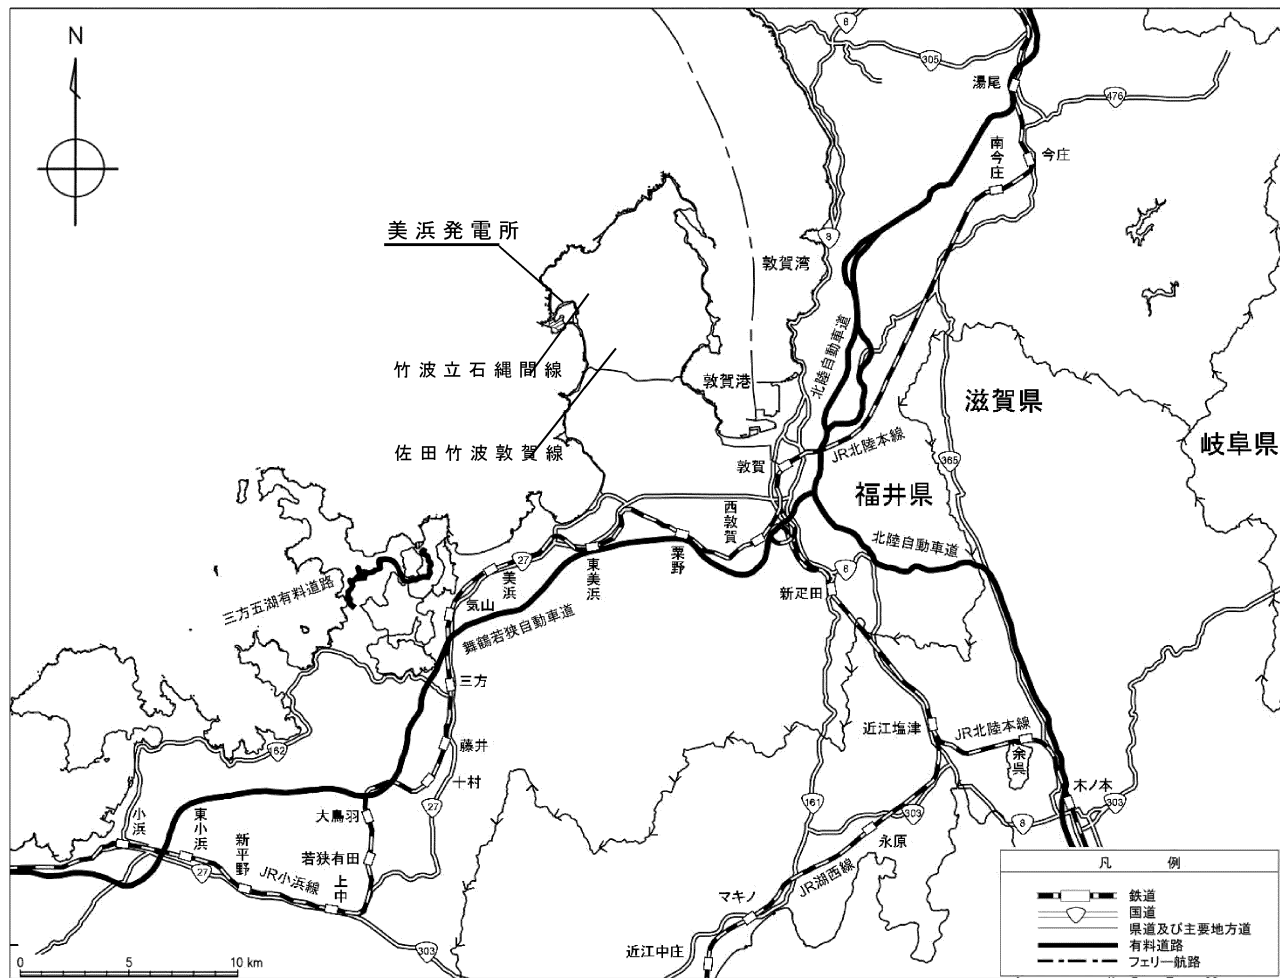 N
8
305
湯尾
476
南今庄
今庄
美浜発電所
8
敦賀湾
北陸自動車道
竹波立石縄間線
敦賀港
滋賀県
岐阜県
佐田竹波敦賀線
敦賀
JR北陸本線
365
福井県
西敦賀
北陸自動車道
粟野
東美浜
27
美浜
8
新疋田
三方五湖有料道路
気山
舞鶴若狭自動車道
三方
近江塩津
JR北陸本線
余呉
62
藤井
十村
27
木ノ本
303
161
303
8
小浜
東小浜
大鳥羽
新平野
若狭有田
永原
27
JR小浜線
上中
JR湖西線
マキノ
303
近江中庄
凡例
鉄道
国道
県道及び主要地方道
有料道路
フェリー航路
0 5 10 km